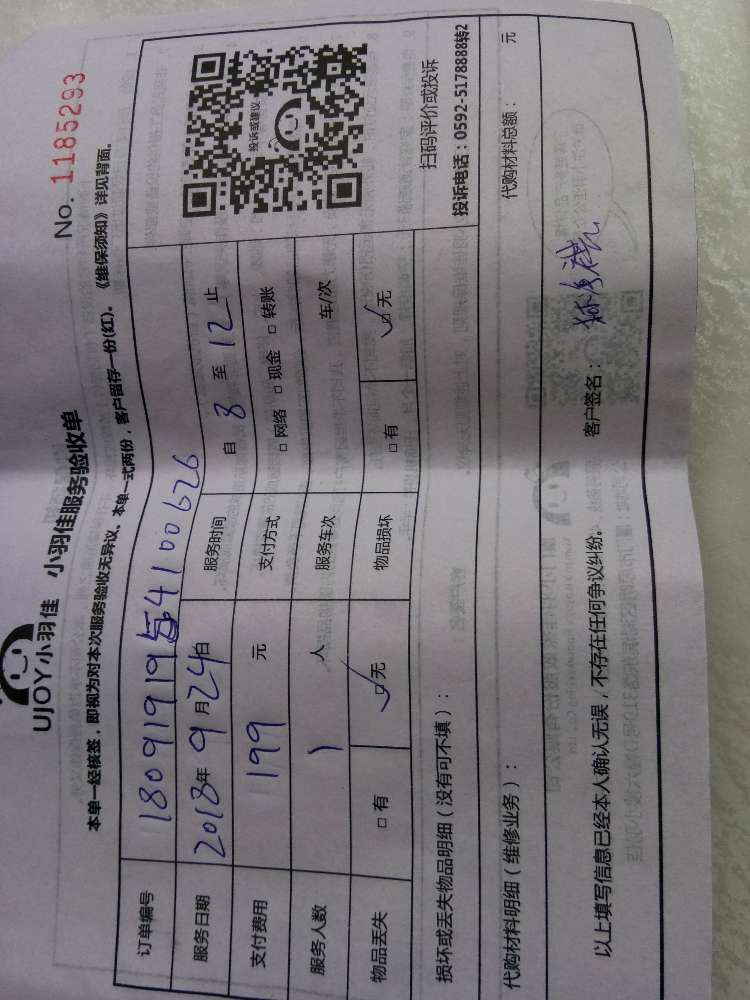 UJOY小羽佳 小羽佳服务验收单
No. 1185293
本单一经核签，即视为对本次服务验收无异议、本单一式两份，客户留存一份(红)。《维保须知》详见背面。
订单编号 1809191954100626
服务日期 2018年9月24日 服务时间 自 8 至 12 止
支付费用 199 元 支付方式 □网络 □现金 □转账
服务人数 1 人 服务车次 车/次
物品丢失 □有 □无 物品损坏 □有 □无
投诉或建议
扫码评价或投诉
投诉电话：0592-5178888转2
损坏或丢失物品明细（没有可不填）：
代购材料明细（维修业务）： 代购材料总额： 元
以上填写信息已经本人确认无误，不存在任何争议纠纷。 客户签名：